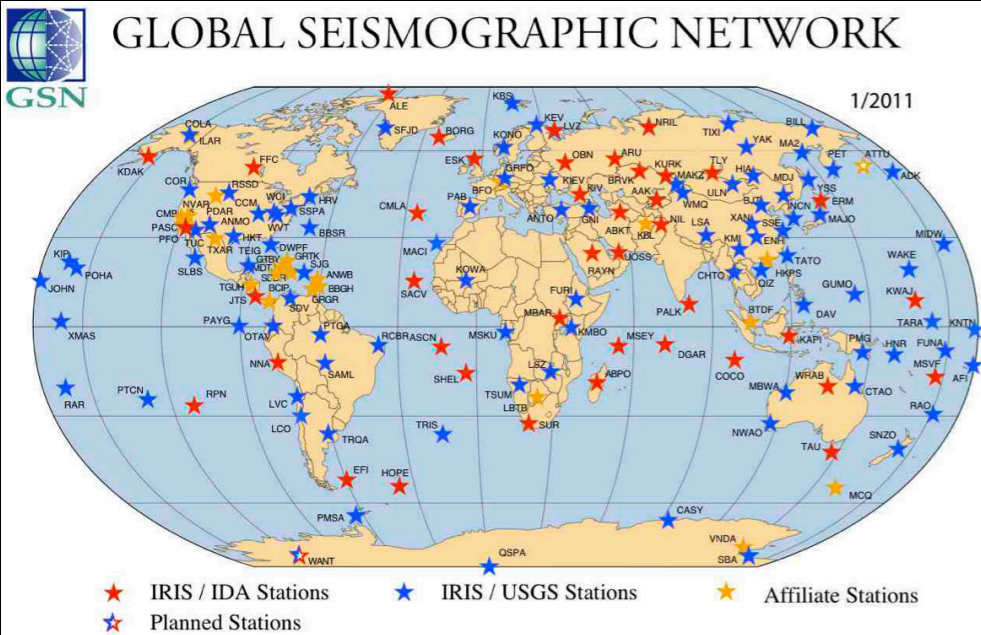 GLOBAL SEISMOGRAPHIC NETWORK
GSN
1/2011
ALE
KBS
COLA
ILAR
SFJD
BORG
KONO
KEV
LVZ
NRIL
TIXI
BILL
YAK
MA2
PET
ATTU
ADK
KDAK
FFC
ESK
GRFO
OBN
ARU
BRVK
KURK
MAKZ
TLY
HIA
MDJ
YSS
COR
RSSD
NVAR
CCM
WCI
HRV
BFO
KIEV
KIV
AAK
ULN
WMQ
BJT
INCN
ERM
CMB
PDAR
SSPA
PAB
PASC
ANMO
WVT
CMLA
ANTO
GNI
ABKT
KBL
NIL
LSA
XAN
SSE
MAJO
PFO
TUC
TXAR
HKT
BBSR
MACI
RAYN
UOSS
KMI
ENH
TATO
MIDW
KIP
POHA
JOHN
SLBS
TEIG
DWPF
GTBY
GRTK
MDT
SDDR
SJG
ANWB
BBGH
GRGR
TGUH
BCIP
JTS
SDV
SACV
KOWA
FURI
CHTO
QIZ
HKPS
WAKE
GUMO
KWAJ
XMAS
PAYG
OTAV
PTGA
RCBR
ASCN
MSKU
MBAR
KMBO
MSEY
PALK
BTDF
DAV
TARA
KNTN
NNA
SAML
SHEL
LSZ
ABPO
DGAR
COCO
KAPI
PMG
HNR
FUNA
MSVF
AFI
RAR
PTCN
RPN
LVC
LCO
TRQA
TRIS
TSUM
LBTB
SUR
MBWA
WRAB
CTAO
NWAO
RAO
TAU
SNZO
EFI
HOPE
MCQ
PMSA
CASY
WANT
QSPA
VNDA
SBA
IRIS / IDA Stations
IRIS / USGS Stations
Affiliate Stations
Planned Stations